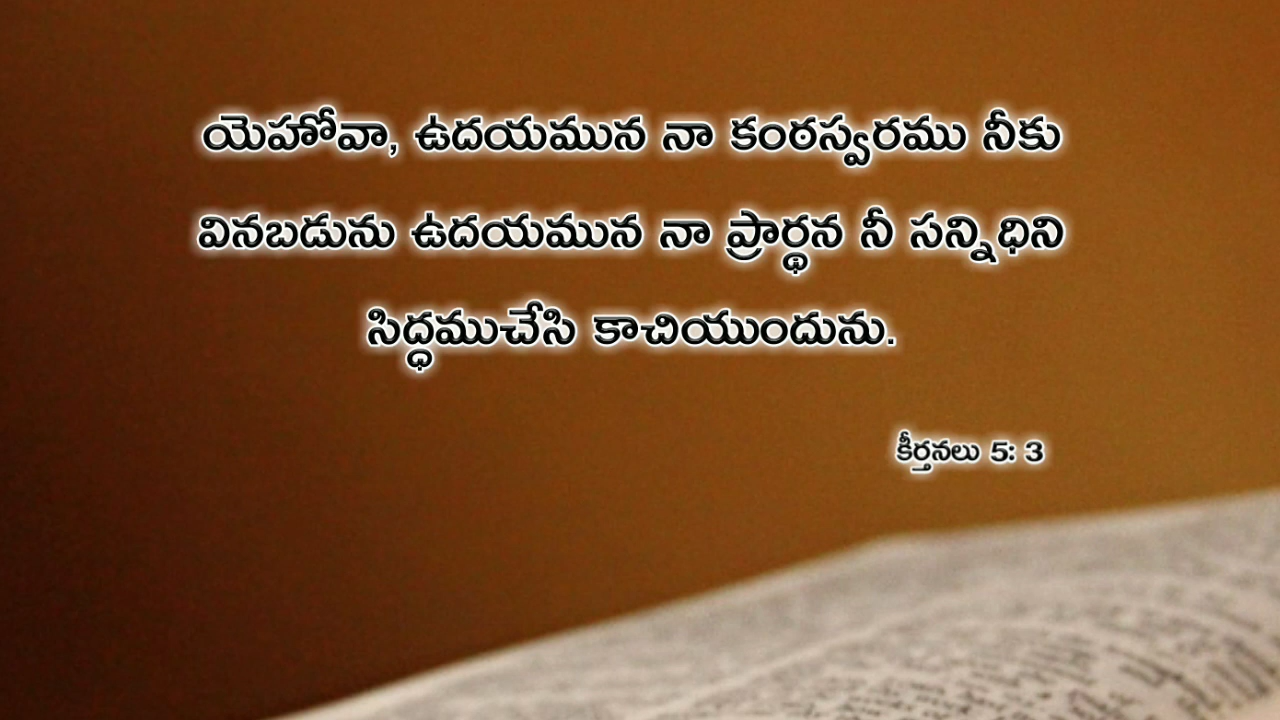 యెహోవా, ఉదయమున నా కంఠస్వరము నీకు
వినబడును ఉదయమున నా ప్రార్థన నీ సన్నిధిని
సిద్ధముచేసి కాచియుందును.
కీర్తనలు 5: 3